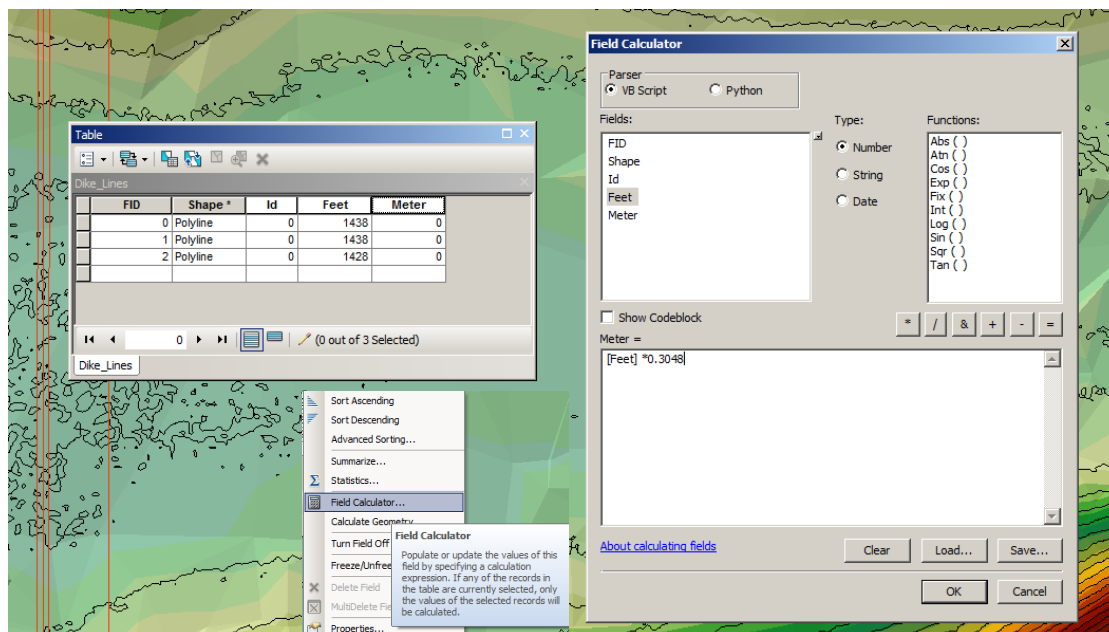 Table
Dike_Lines
FID Shape * Id Feet Meter
0 Polyline 0 1438 0
1 Polyline 0 1438 0
2 Polyline 0 1428 0
0
(0 out of 3 Selected)
Dike_Lines
Sort Ascending
Sort Descending
Advanced Sorting...
Summarize...
Σ Statistics...
Field Calculator...
Calculate Geometry
Turn Field Off
Freeze/Unfree
Delete Field
MultiDelete Fie
Properties...
Field Calculator
Populate or update the values of this
field by specifying a calculation
expression. If any of the records in
the table are currently selected, only
the values of the selected records will
be calculated.
Field Calculator
Parser
VB Script Python
Fields:
FID
Shape
Id
Feet
Meter
Type:
Number
String
Date
Functions:
Abs ( )
Atn ( )
Cos ( )
Exp ( )
Fix ( )
Int ( )
Log ( )
Sin ( )
Sqr ( )
Tan ( )
Show Codeblock
* / & + - =
Meter =
[Feet] *0.3048
About calculating fields
Clear Load... Save...
OK Cancel